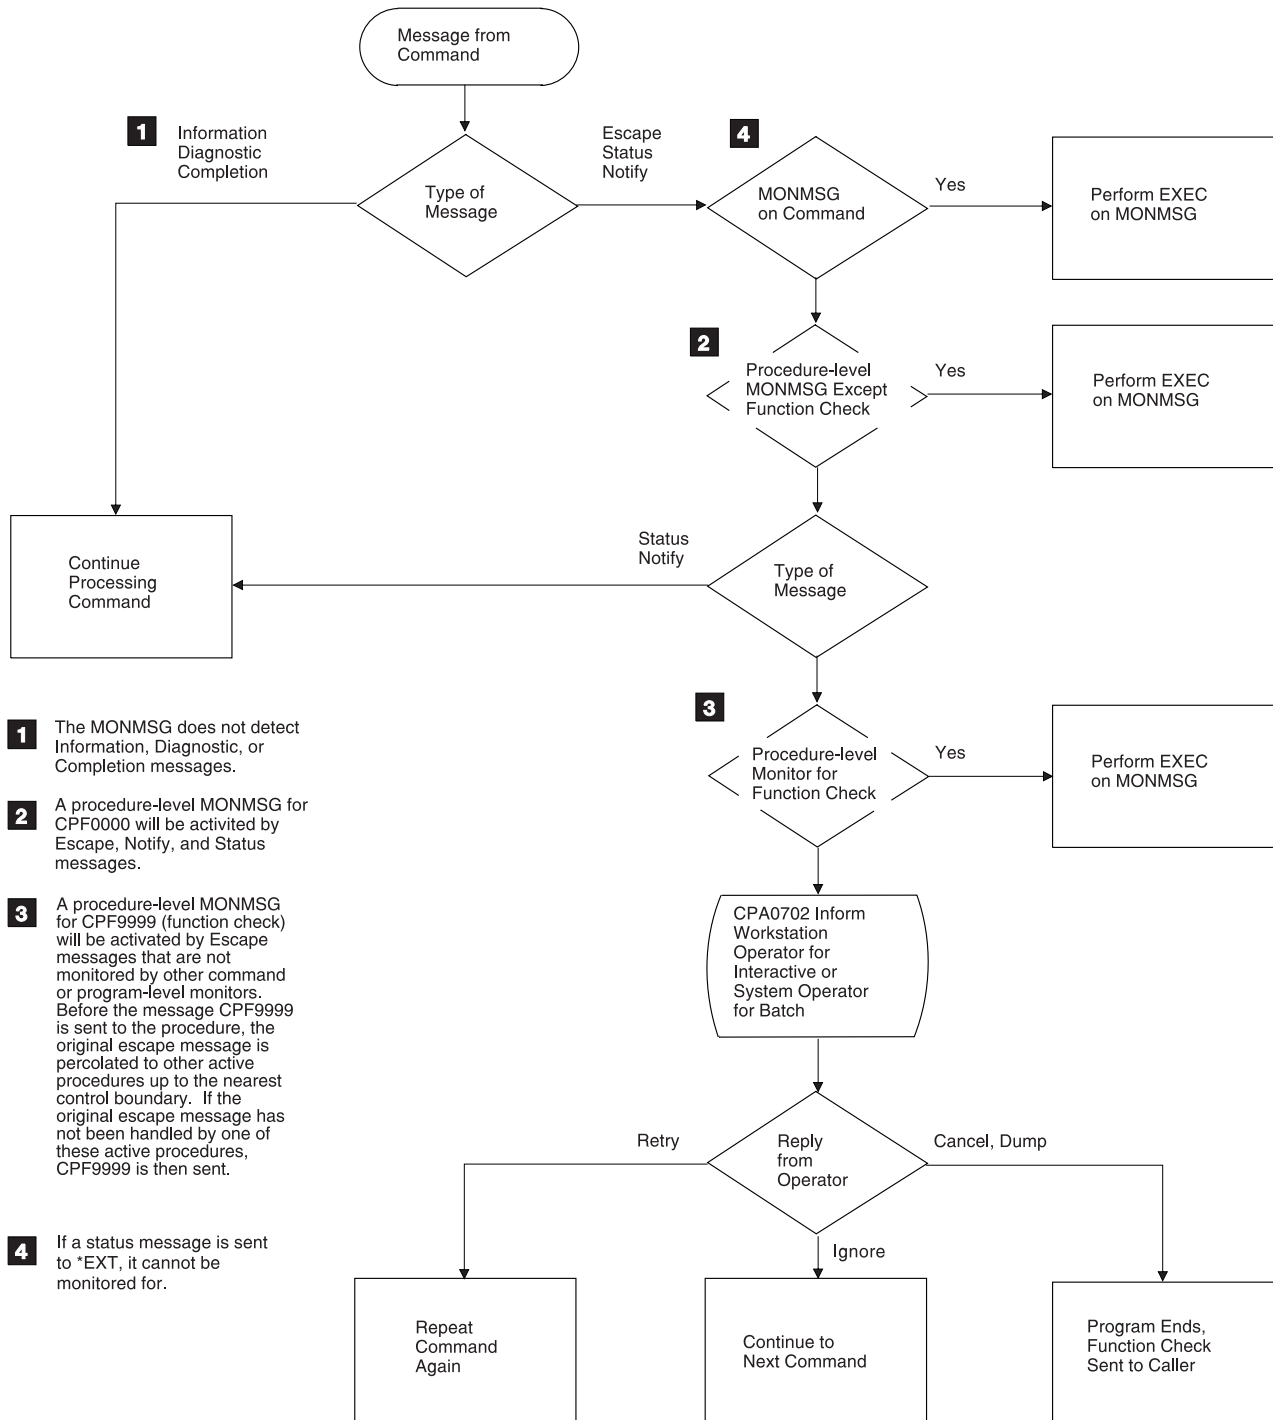 Message from
Command
1
Information
Diagnostic
Completion
Type of
Message
Escape
Status
Notify
4
MONMSG
on Command
Yes
Perform EXEC
on MONMSG
2
Procedure-level
MONMSG Except
Function Check
Yes
Perform EXEC
on MONMSG
Status
Notify
Type of
Message
Continue
Processing
Command
3
Procedure-level
Monitor for
Function Check
Yes
Perform EXEC
on MONMSG
1
The MONMSG does not detect
Information, Diagnostic, or
Completion messages.
2
A procedure-level MONMSG for
CPF0000 will be activited by
Escape, Notify, and Status
messages.
3
A procedure-level MONMSG
for CPF9999 (function check)
will be activated by Escape
messages that are not
monitored by other command
or program-level monitors.
Before the message CPF9999
is sent to the procedure, the
original escape message is
percolated to other active
procedures up to the nearest
control boundary. If the
original escape message has
not been handled by one of
these active procedures,
CPF9999 is then sent.
4
If a status message is sent
to *EXT, it cannot be
monitored for.
CPA0702 Inform
Workstation
Operator for
Interactive or
System Operator
for Batch
Retry
Reply
from
Operator
Cancel, Dump
Ignore
Repeat
Command
Again
Continue to
Next Command
Program Ends,
Function Check
Sent to Caller